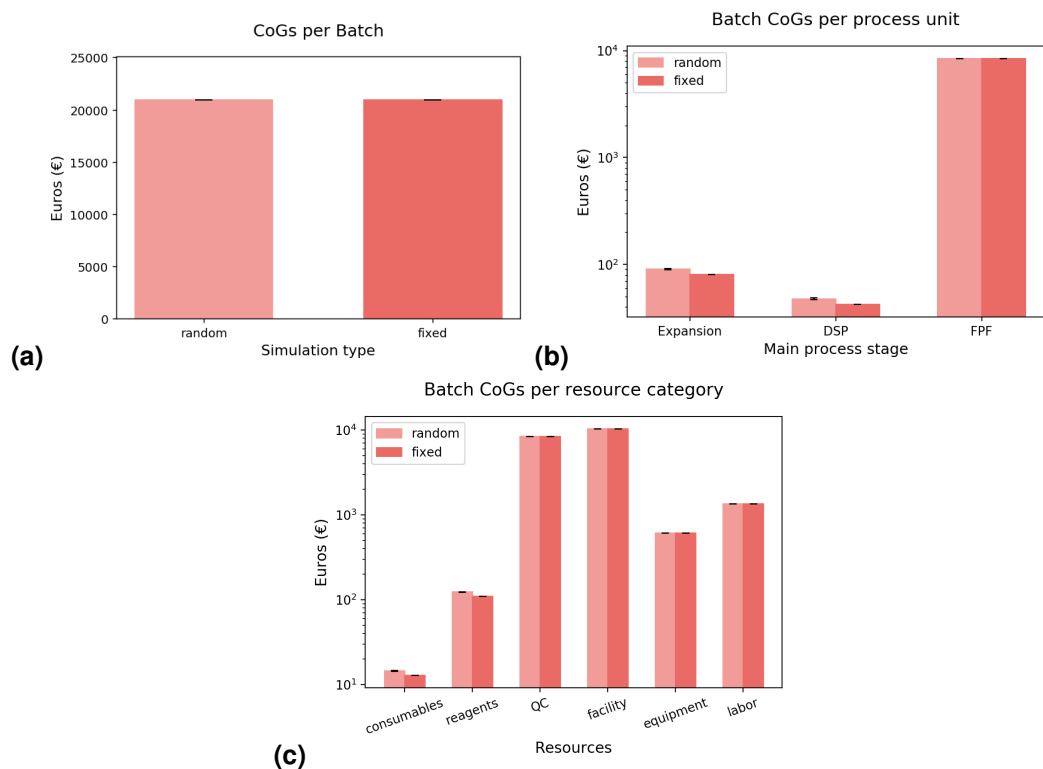 CoGs per Batch
25000
20000
15000
10000
5000
0
Euros (€)
random
fixed
Simulation type
(a)
Batch CoGs per process unit
random
fixed
10⁴
10³
10²
Euros (€)
Expansion
DSP
FPF
Main process stage
(b)
Batch CoGs per resource category
random
fixed
10⁴
10³
10²
10¹
Euros (€)
consumables
reagents
QC
facility
equipment
labor
Resources
(c)